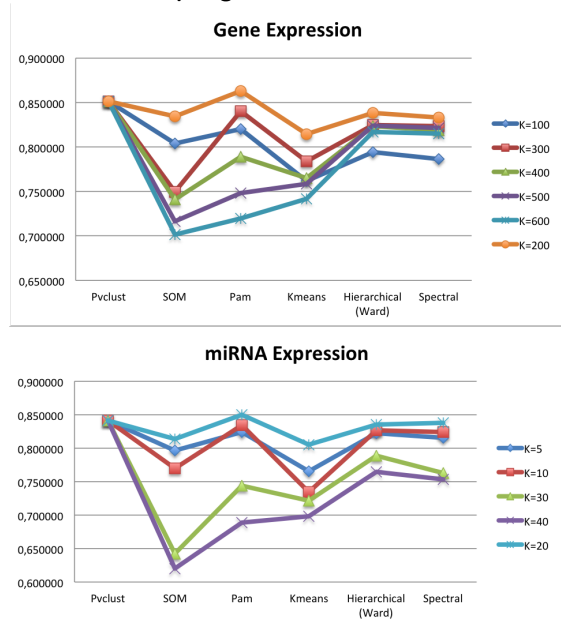 Gene Expression
0,900000
0,850000
0,800000
0,750000
0,700000
0,650000
Pvclust SOM Pam Kmeans Hierarchical Spectral
(Ward)
K=100
K=300
K=400
K=500
K=600
K=200
miRNA Expression
0,900000
0,850000
0,800000
0,750000
0,700000
0,650000
0,600000
Pvclust SOM Pam Kmeans Hierarchical Spectral
(Ward)
K=5
K=10
K=30
K=40
K=20